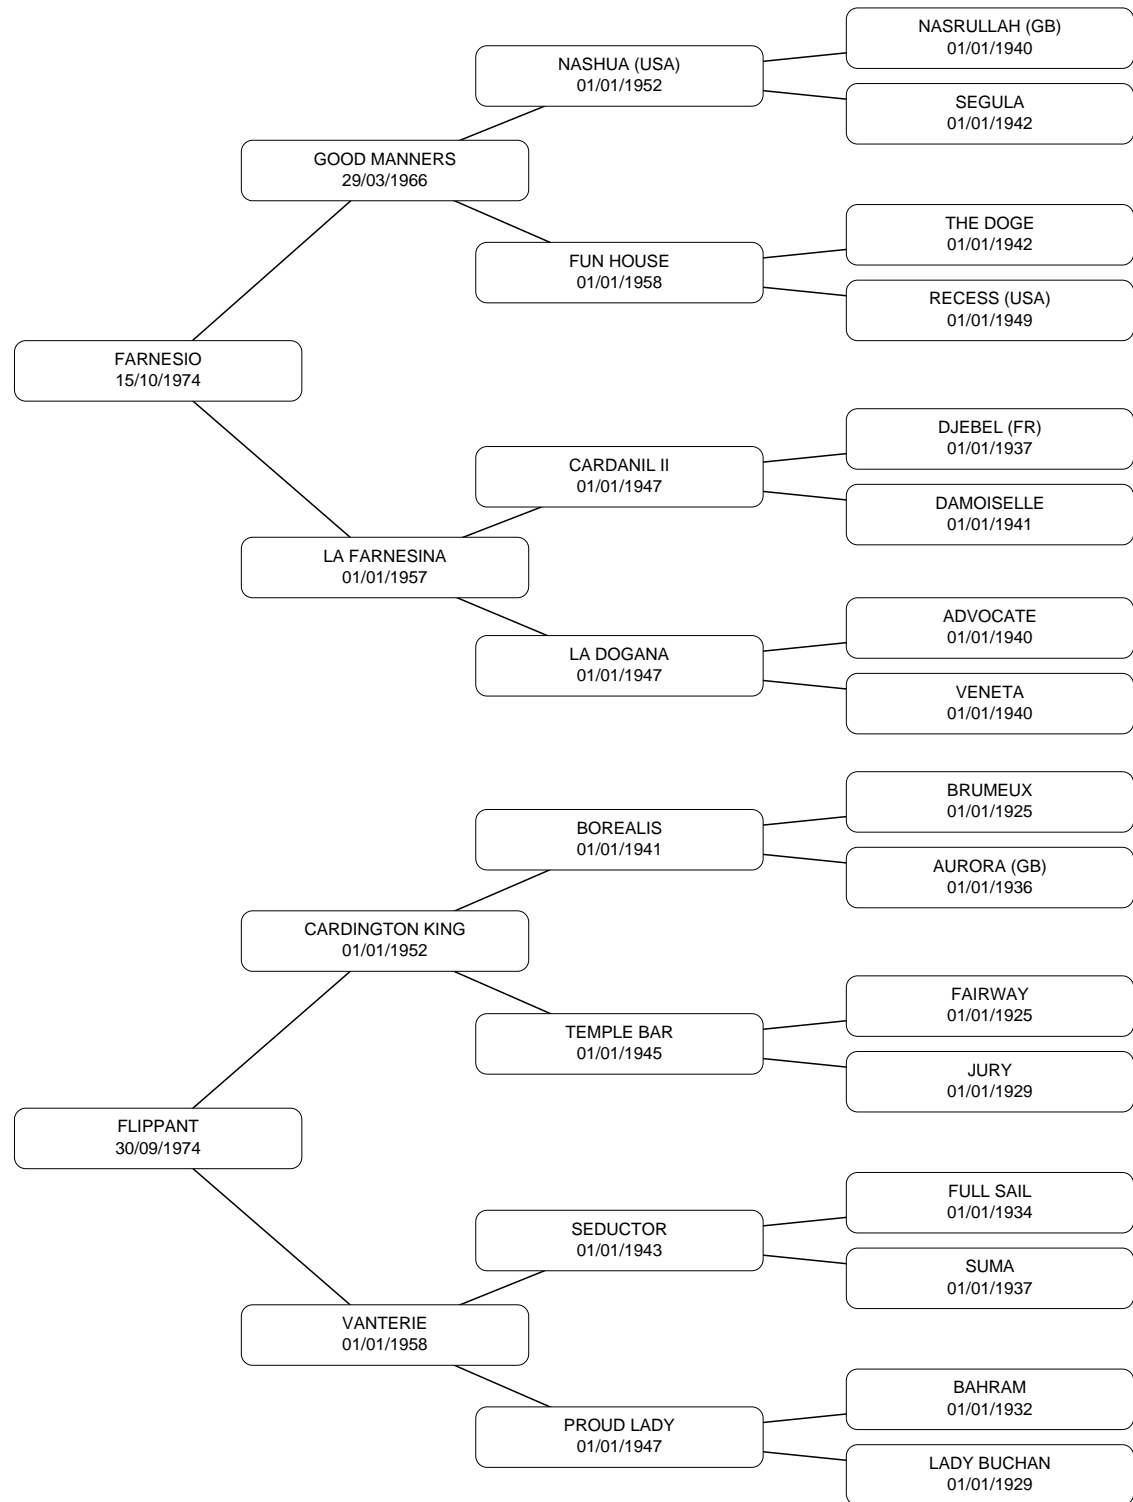 NASRULLAH (GB)
01/01/1940
NASHUA (USA)
01/01/1952
SEGULA
01/01/1942
GOOD MANNERS
29/03/1966
THE DOGE
01/01/1942
FUN HOUSE
01/01/1958
RECESS (USA)
01/01/1949
FARNESIO
15/10/1974
DJEBEL (FR)
01/01/1937
CARDANIL II
01/01/1947
DAMOISELLE
01/01/1941
LA FARNESINA
01/01/1957
ADVOCATE
01/01/1940
LA DOGANA
01/01/1947
VENETA
01/01/1940
BRUMEUX
01/01/1925
BOREALIS
01/01/1941
AURORA (GB)
01/01/1936
CARDINGTON KING
01/01/1952
FAIRWAY
01/01/1925
TEMPLE BAR
01/01/1945
JURY
01/01/1929
FLIPPANT
30/09/1974
FULL SAIL
01/01/1934
SEDUCTOR
01/01/1943
SUMA
01/01/1937
VANTERIE
01/01/1958
BAHRAM
01/01/1932
PROUD LADY
01/01/1947
LADY BUCHAN
01/01/1929